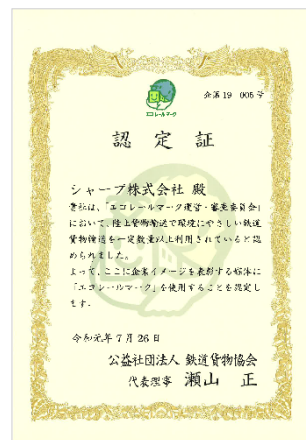 企第19 005号
エコレールマーク
認定証
シャープ株式会社 殿
貴社は、「エコレールマーク運営・審査委員会」
において、陸上貨物輸送で環境にやさしい鉄道
貨物輸送を一定数量以上利用されていると認
められました。
よって、ここに企業イメージを表彰する媒体に
「エコレールマーク」を使用することを認定し
ます。
令和元年7月26日
公益社団法人 鉄道貨物協会
代表理事 瀬山 正